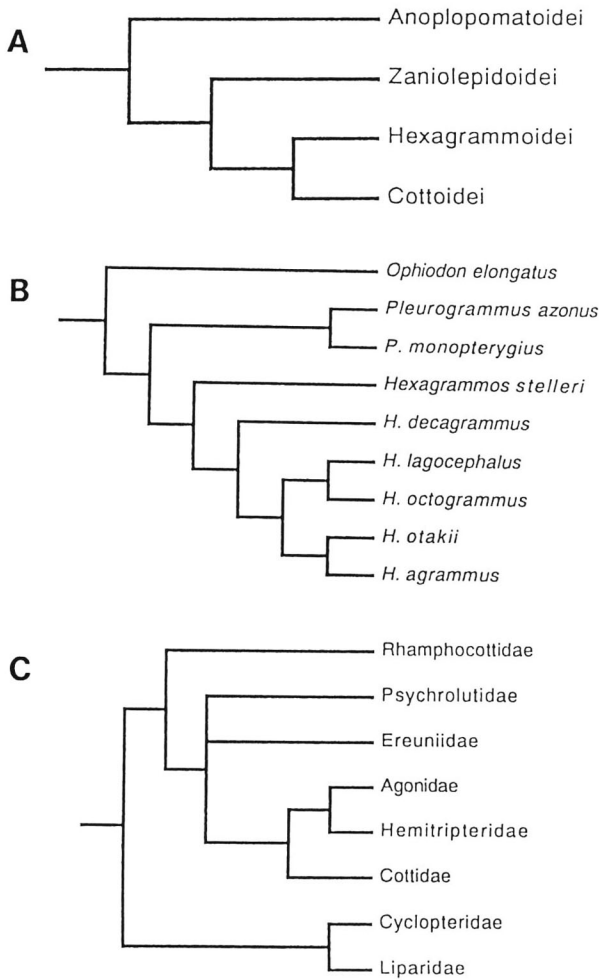 A
Anoplopomatoidei
Zaniolepidoidei
Hexagrammoidei
Cottoidei
B
Ophiodon elongatus
Pleurogrammus azonus
P. monopterygius
Hexagrammos stelleri
H. decagrammus
H. lagocephalus
H. octogrammus
H. otakii
H. agrammus
C
Rhamphocottidae
Psychrolutidae
Ereuniidae
Agonidae
Hemitripteridae
Cottidae
Cyclopteridae
Liparidae